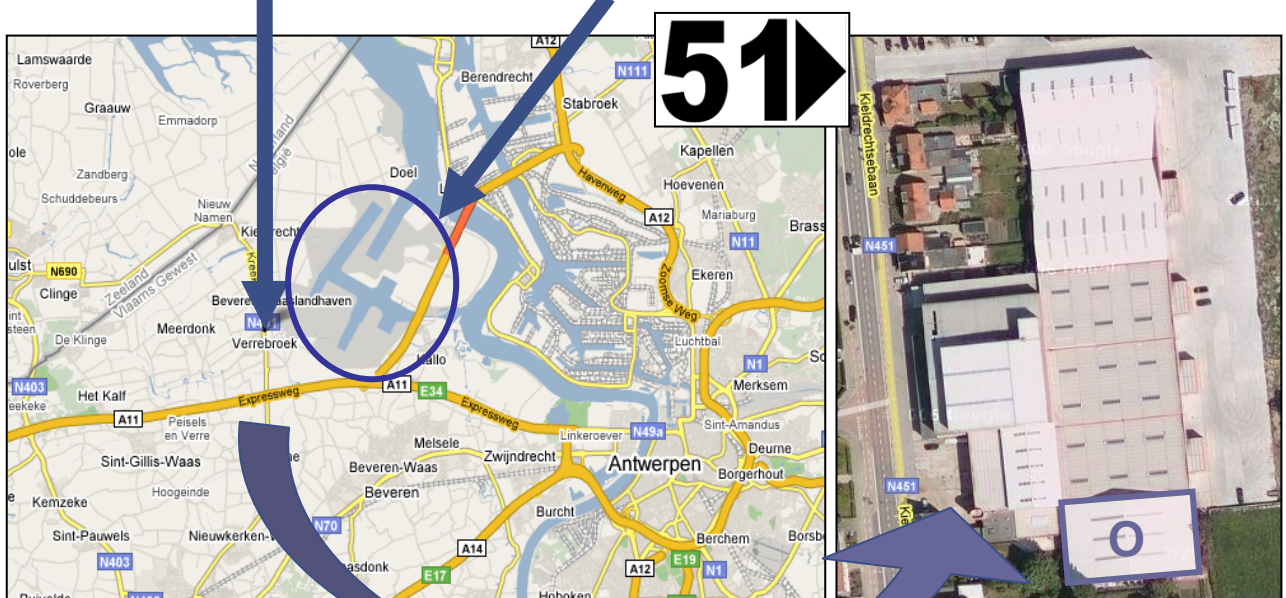 51
Lamswaarde
Roverberg
Graauw
Emmadorp
Zandberg
Schuddebeurs
Nieuw
Namen
N690
Clinge
Zeeland
Vlaams Gewest
De Klinge
Meerdonk
Verrebroek
Doel
Berendrecht
A12
N111
Stabroek
Kapellen
Hoevenen
Havenweg
A12
Mariaburg
N11
Ekeren
Zoomse Weg
Luchtbal
N1
Merksem
Kallo
A11
E34
Expressweg
Expressweg
N403
Het Kalf
A11
Peisels
en Verre
Sint-Gillis-Waas
Hoogeinde
Kemzeke
Sint-Pauwels
N403
N70
Melsele
Beveren-Waas
Beveren
Zwijndrecht
Linkeroever
N49a
Antwerpen
Sint-Amandus
Deurne
Borgerhout
Burcht
A14
E17
Berchem
E19
A12
N1
Hoboken
Kieldrechtsebaan
N451
N451
O